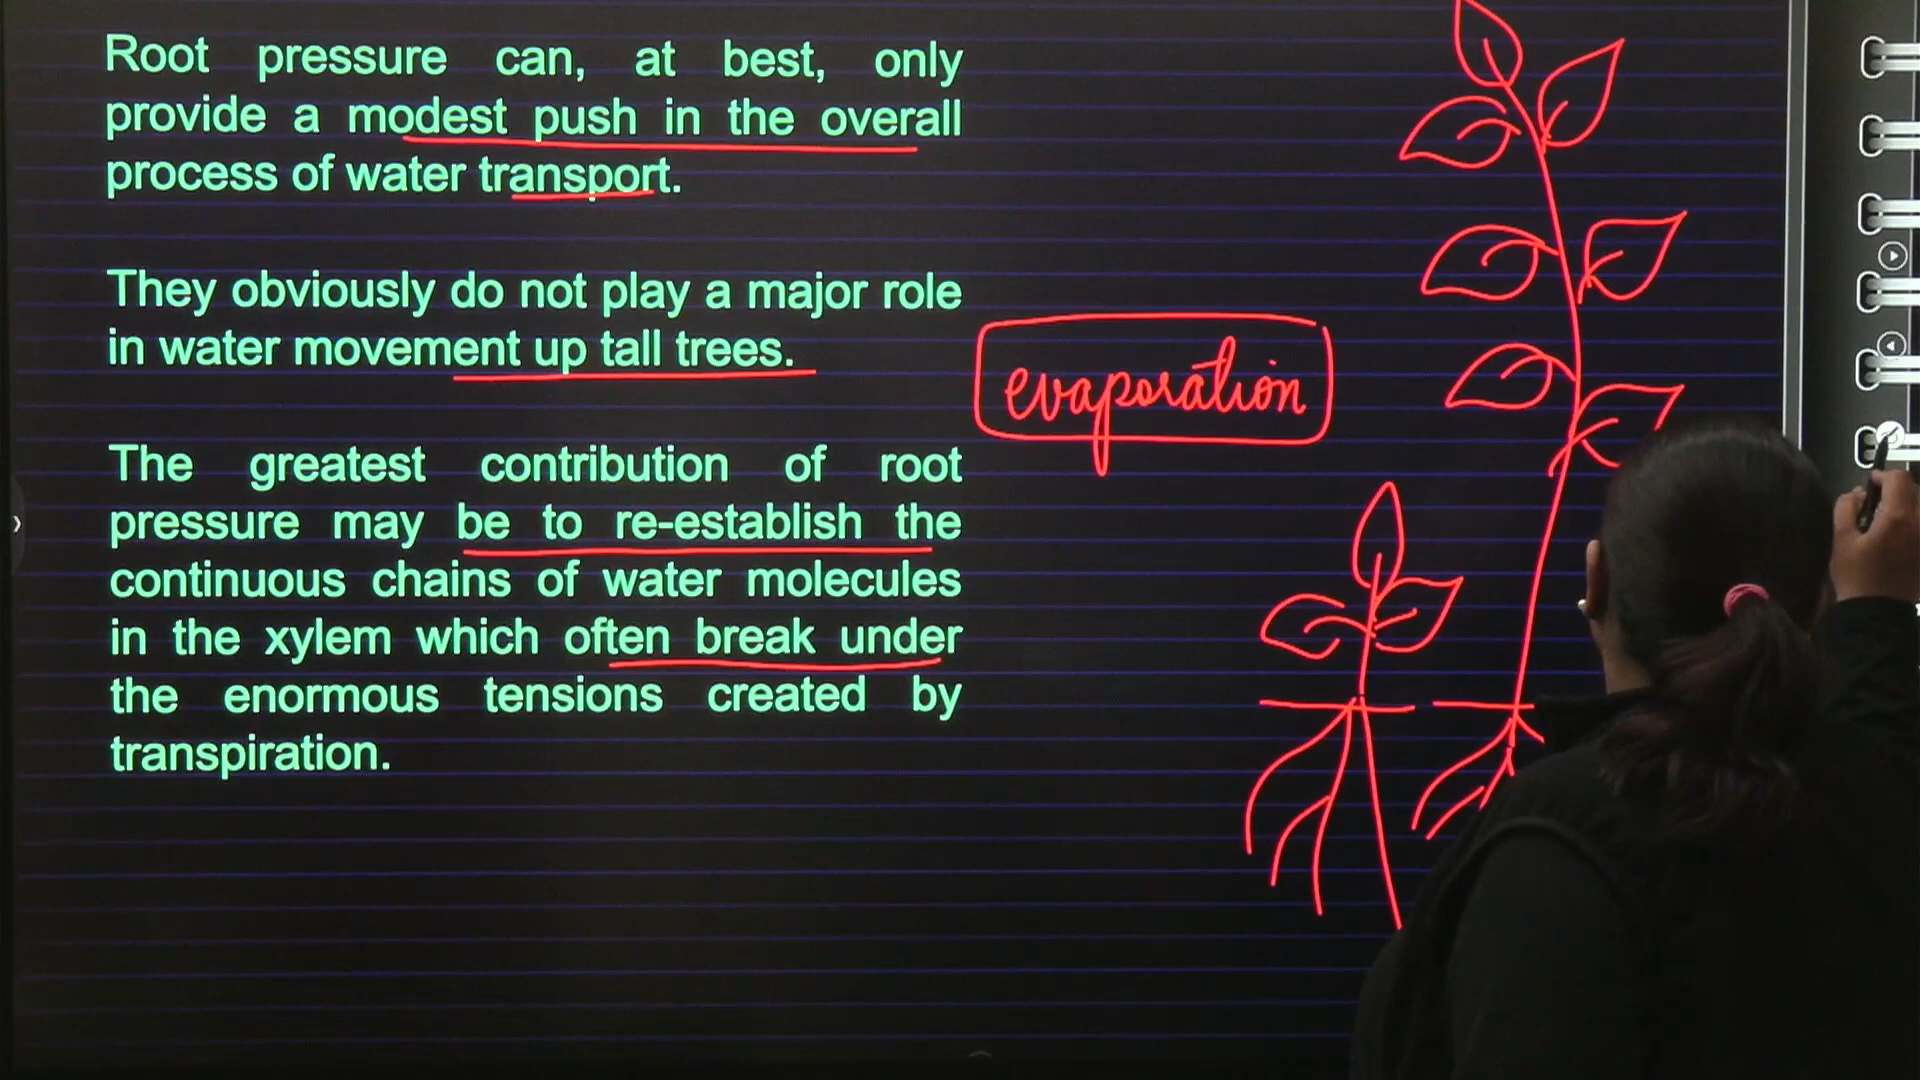 Root pressure can, at best, only
provide a modest push in the overall
process of water transport.
They obviously do not play a major role
in water movement up tall trees.
evaporation
The greatest contribution of root
pressure may be to re-establish the
continuous chains of water molecules
in the xylem which often break under
the enormous tensions created by
transpiration.